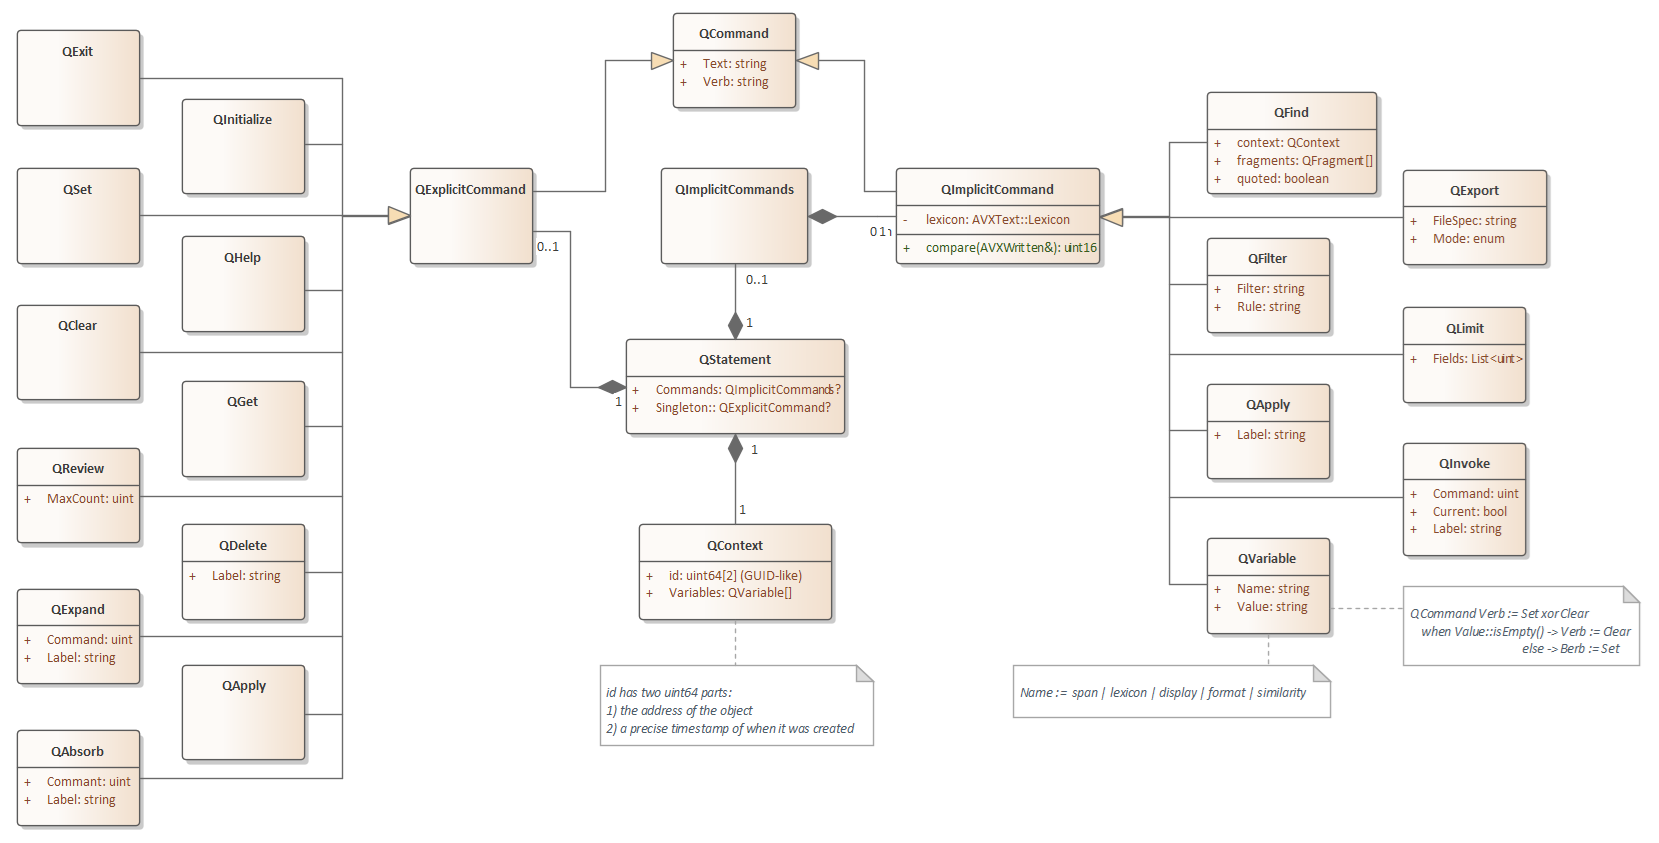 QExit
QInitialize
QSet
QHelp
QClear
QGet
QReview
+ MaxCount: uint
QDelete
+ Label: string
QExpand
+ Command: uint
+ Label: string
QApply
QAbsorb
+ Commant: uint
+ Label: string
QExplicitCommand
0..1
QCommand
+ Text: string
+ Verb: string
QImplicitCommands
0..1
1
QStatement
+ Commands: QImplicitCommands?
+ Singleton:: QExplicitCommand?
1
1
1
QContext
+ id: uint64[2] (GUID-like)
+ Variables: QVariable[]
id has two uint64 parts:
1) the address of the object
2) a precise timestamp of when it was created
QImplicitCommand
- lexicon: AVXText::Lexicon
+ compare(AVXWritten&): uint16
QFind
+ context: QContext
+ fragments: QFragment[]
+ quoted: boolean
QExport
+ FileSpec: string
+ Mode: enum
QFilter
+ Filter: string
+ Rule: string
QLimit
+ Fields: List<uint>
QApply
+ Label: string
QInvoke
+ Command: uint
+ Current: bool
+ Label: string
QVariable
+ Name: string
+ Value: string
QCommand Verb := Set xor Clear
when Value::isEmpty() -> Verb := Clear
else -> Berb := Set
Name := span | lexicon | display | format | similarity